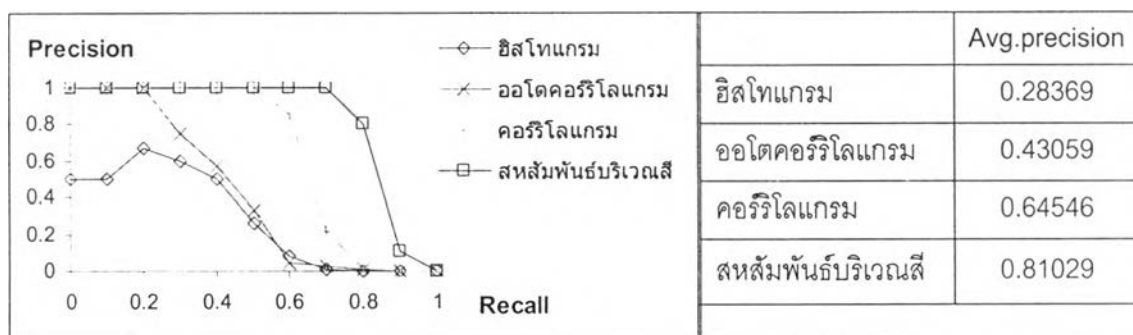 Precision
1
0.8
0.6
0.4
0.2
0
0 0.2 0.4 0.6 0.8 1
Recall
ฮิสโทแกรม
ออโตคอร์ริโลแกรม
คอร์ริโลแกรม
สหสัมพันธ์บริเวณสี
Avg.precision
ฮิสโทแกรม 0.28369
ออโตคอร์ริโลแกรม 0.43059
คอร์ริโลแกรม 0.64546
สหสัมพันธ์บริเวณสี 0.81029